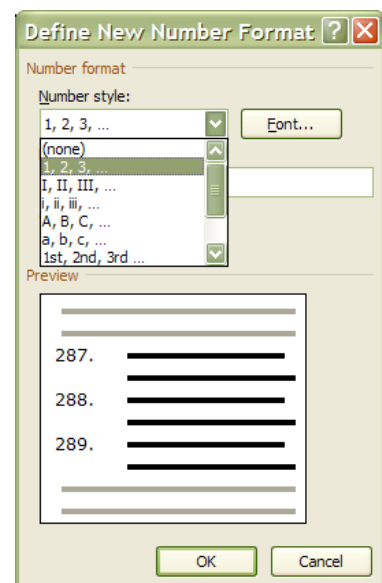 Define New Number Format
Number format
Number style:
1, 2, 3, ...
Font...
(none)
1, 2, 3, ...
I, II, III, ...
i, ii, iii, ...
A, B, C, ...
a, b, c, ...
1st, 2nd, 3rd ...
Preview
287.
288.
289.
OK Cancel